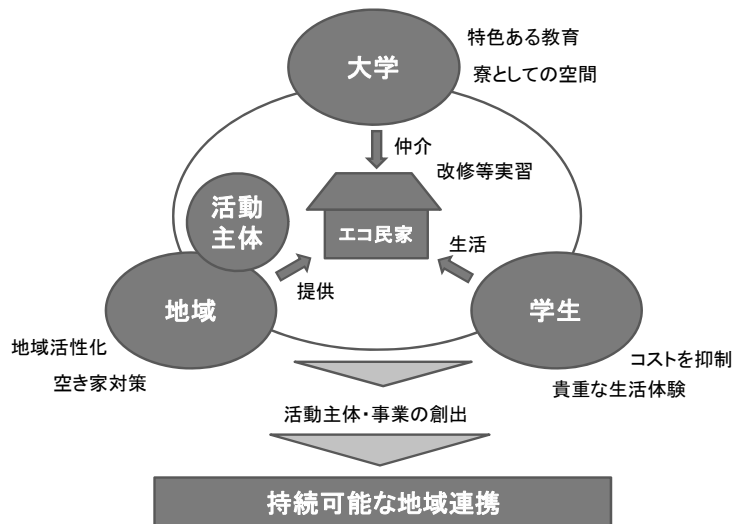 特色ある教育
大学
寮としての空間
仲介
改修等実習
活動
主体
エコ民家
生活
提供
地域
学生
地域活性化
コストを抑制
空き家対策
貴重な生活体験
活動主体・事業の創出
持続可能な地域連携